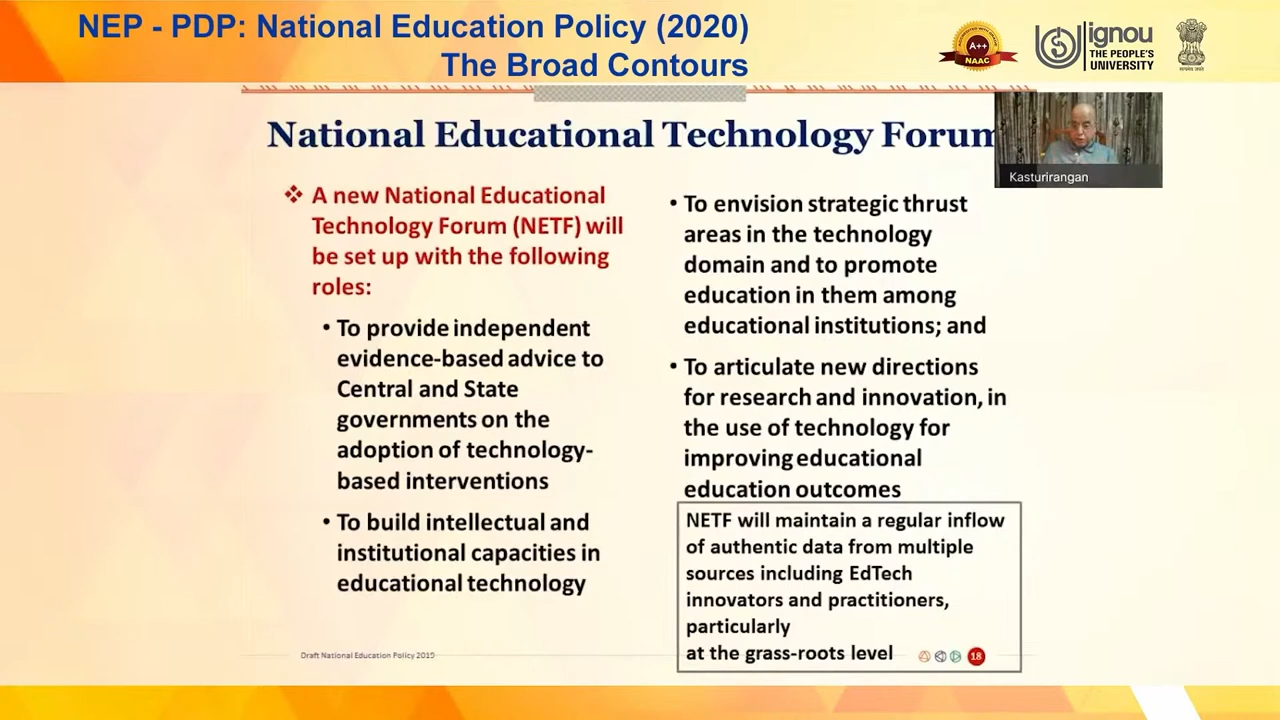 NEP - PDP: National Education Policy (2020)
The Broad Contours
A++
NAAC
ignou
THE PEOPLE'S
UNIVERSITY
National Educational Technology Forum
Kasturirangan
❖ A new National Educational
Technology Forum (NETF) will
be set up with the following
roles:
• To provide independent
evidence-based advice to
Central and State
governments on the
adoption of technology-
based interventions
• To build intellectual and
institutional capacities in
educational technology
• To envision strategic thrust
areas in the technology
domain and to promote
education in them among
educational institutions; and
• To articulate new directions
for research and innovation, in
the use of technology for
improving educational
education outcomes
NETF will maintain a regular inflow
of authentic data from multiple
sources including EdTech
innovators and practitioners,
particularly
at the grass-roots level
Draft National Education Policy 2019
18